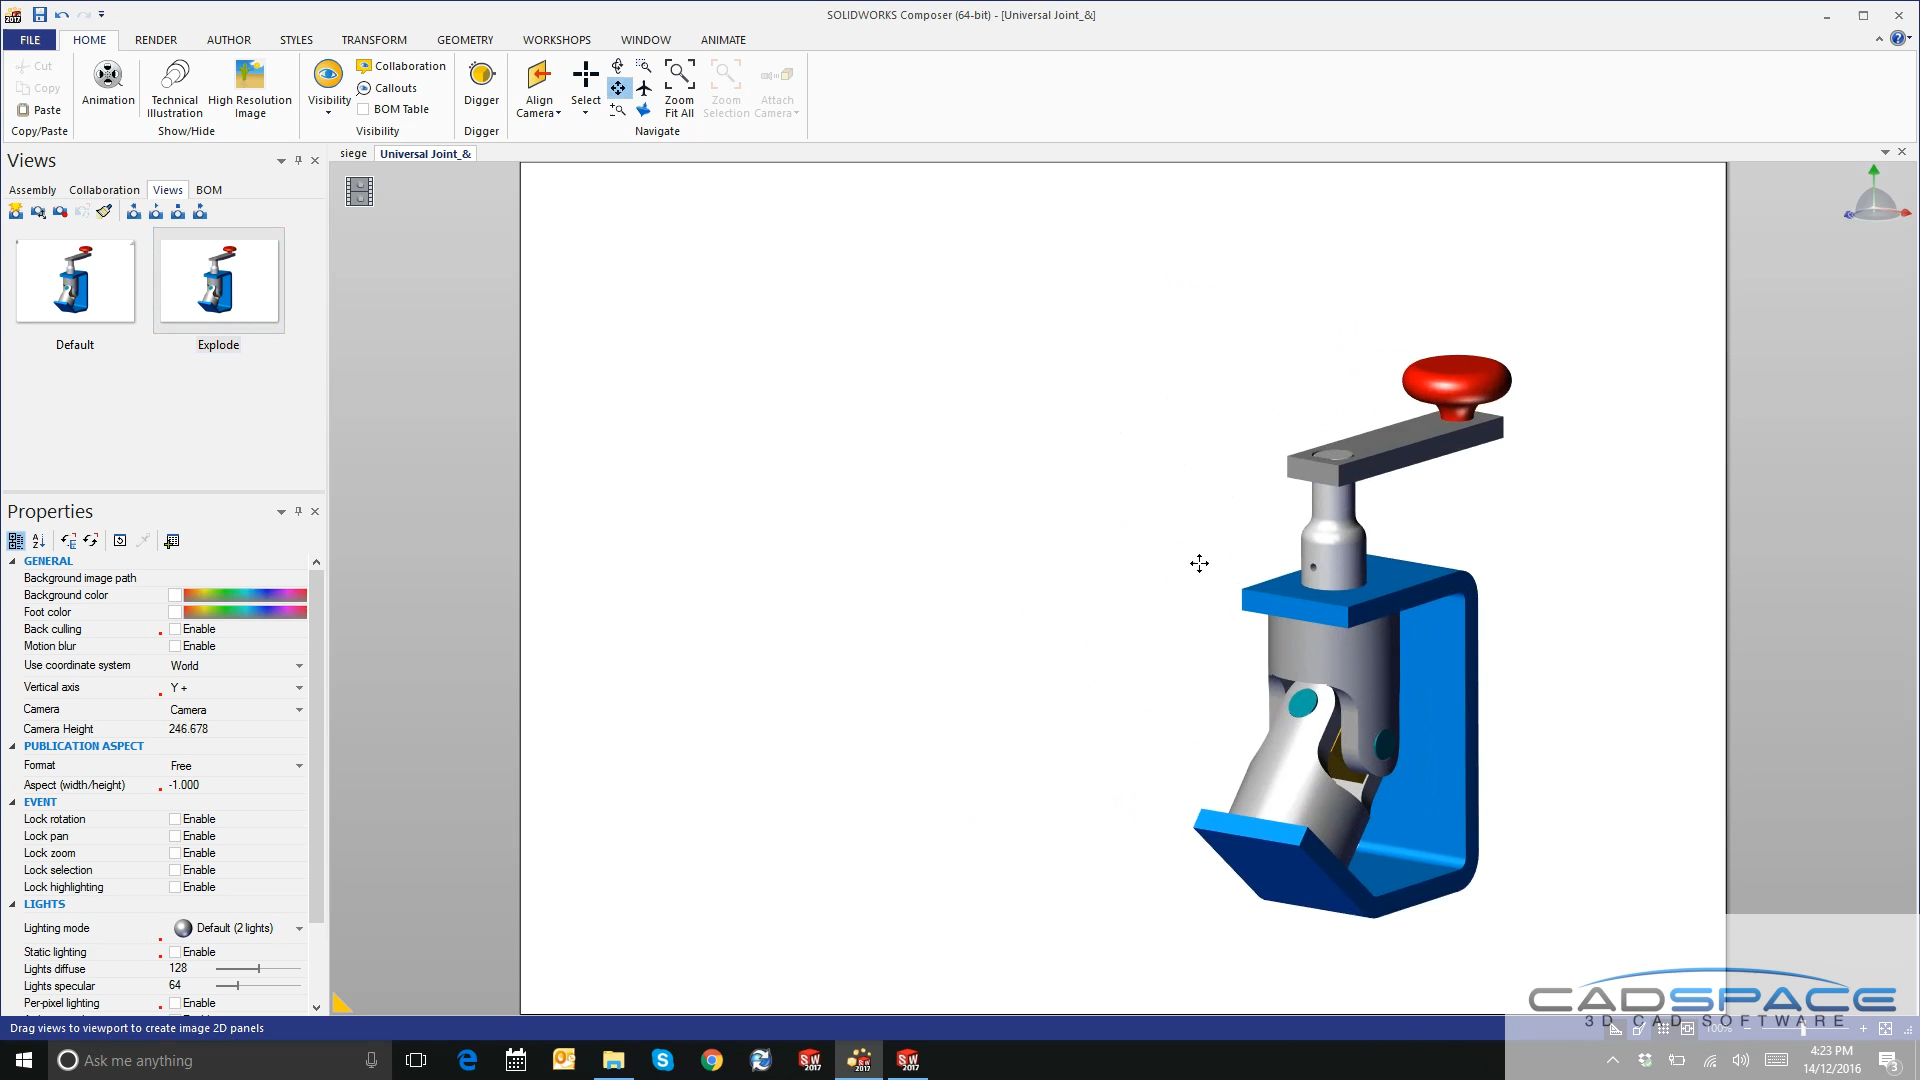 SOLIDWORKS Composer (64-bit) - [Universal Joint_&]
FILE HOME RENDER AUTHOR STYLES TRANSFORM GEOMETRY WORKSHOPS WINDOW ANIMATE
Cut
Copy
Paste
Copy/Paste
Animation
Technical Illustration
High Resolution Image
Show/Hide
Visibility
Collaboration
Callouts
BOM Table
Visibility
Digger
Digger
Align Camera
Select
Zoom Fit All
Zoom Selection
Attach Camera
Navigate
Views
siege Universal Joint_&
Assembly Collaboration Views BOM
Default Explode
Properties
GENERAL
Background image path
Background color
Foot color
Back culling Enable
Motion blur Enable
Use coordinate system World
Vertical axis Y +
Camera Camera
Camera Height 246.678
PUBLICATION ASPECT
Format Free
Aspect (width/height) -1.000
EVENT
Lock rotation Enable
Lock pan Enable
Lock zoom Enable
Lock selection Enable
Lock highlighting Enable
LIGHTS
Lighting mode Default (2 lights)
Static lighting Enable
Lights diffuse 128
Lights specular 64
Per-pixel lighting Enable
CADSPACE
3D CAD SOFTWARE
Drag views to viewport to create image 2D panels
100%
Ask me anything
SW 2017
2017
SW 2017
4:23 PM
14/12/2016
3